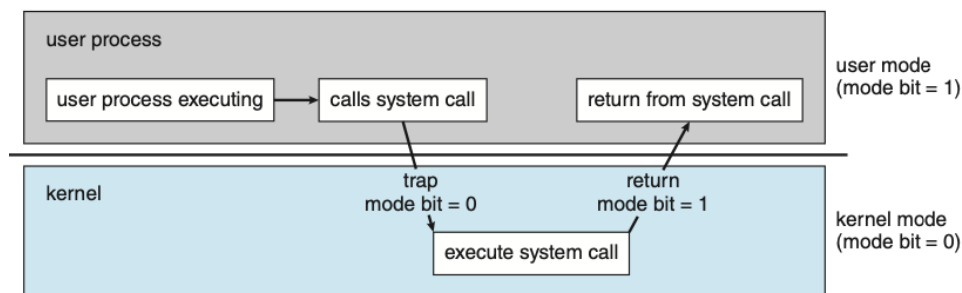 user process
user process executing
calls system call
return from system call
user mode
(mode bit = 1)
kernel
trap
mode bit = 0
return
mode bit = 1
execute system call
kernel mode
(mode bit = 0)